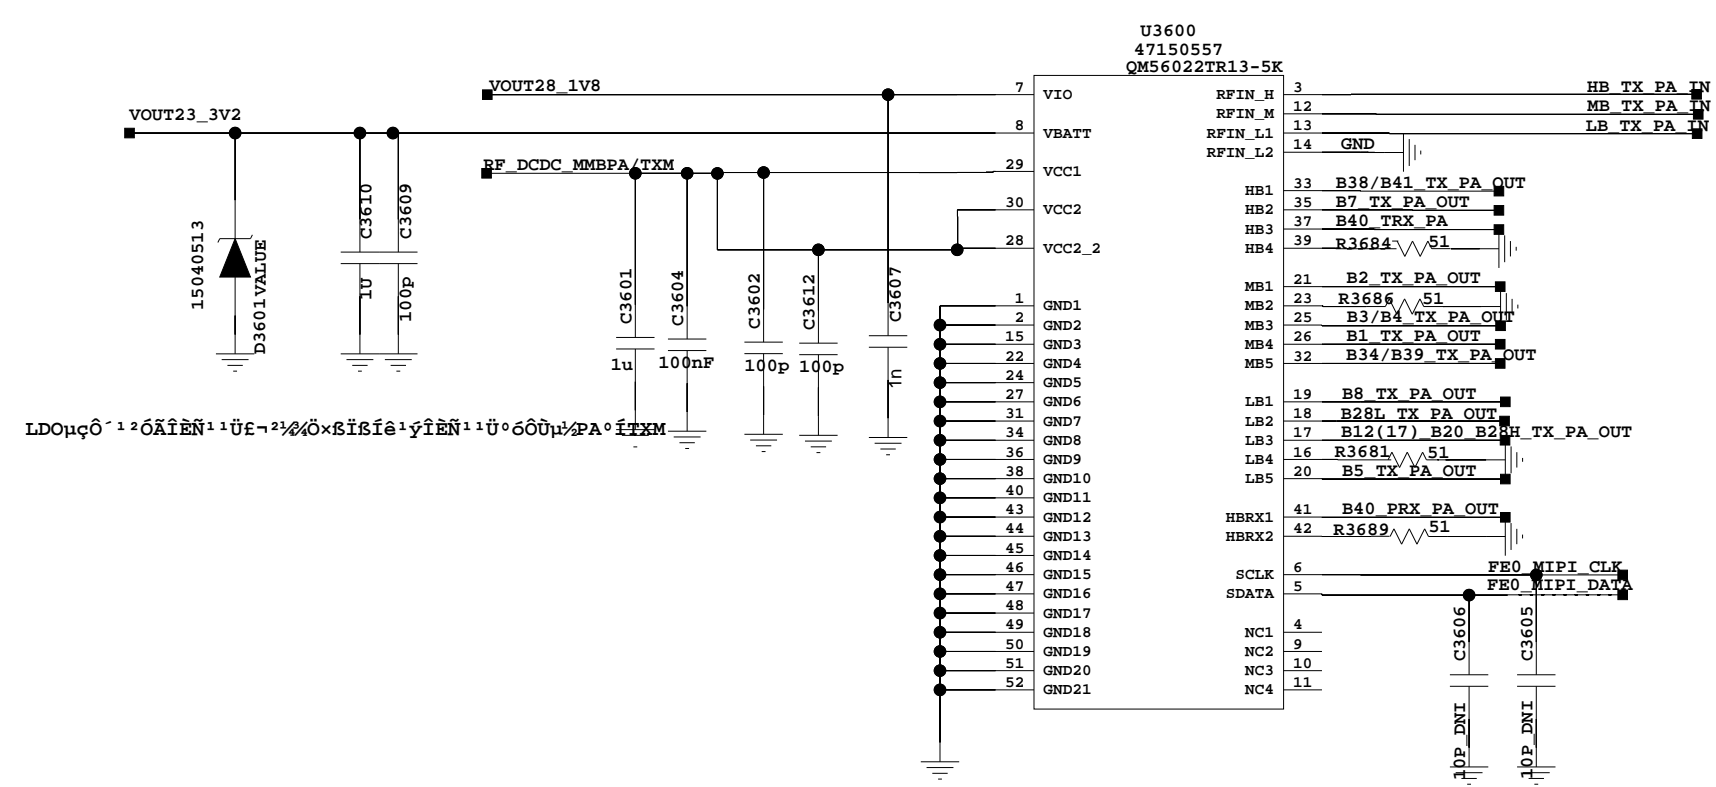 U3600
47150557
QM56022TR13-5K
VOUT28_1V8
7
VIO
RFIN_H
3
HB_TX_PA_IN
12
RFIN_M
MB_TX_PA_IN
VOUT23_3V2
8
VBATT
RFIN_L1
13
LB_TX_PA_IN
RFIN_L2
14
GND
RF_DCDC_MMBPA/TXM
29
VCC1
HB1
33
B38/B41_TX_PA_OUT
30
VCC2
HB2
35
B7_TX_PA_OUT
HB3
37
B40_TRX_PA
28
VCC2_2
HB4
39
R3684
51
MB1
21
B2_TX_PA_OUT
1
GND1
MB2
23
R3686
51
2
GND2
MB3
25
B3/B4_TX_PA_OUT
15
GND3
MB4
26
B1_TX_PA_OUT
22
GND4
MB5
32
B34/B39_TX_PA_OUT
24
GND5
27
GND6
LB1
19
B8_TX_PA_OUT
31
GND7
LB2
18
B28L_TX_PA_OUT
34
GND8
LB3
17
B12(17)_B20_B28H_TX_PA_OUT
36
GND9
LB4
16
R3681
51
38
GND10
LB5
20
B5_TX_PA_OUT
40
GND11
43
GND12
HBRX1
41
B40_PRX_PA_OUT
44
GND13
HBRX2
42
R3689
51
45
GND14
46
GND15
SCLK
6
FE0_MIPI_CLK
47
GND16
SDATA
5
FE0_MIPI_DATA
48
GND17
49
GND18
NC1
4
50
GND19
NC2
9
51
GND20
NC3
10
52
GND21
NC4
11
15040513
D3601
VALUE
C3610
1U
C3609
100p
C3601
1u
C3604
100nF
C3602
100p
C3612
100p
C3607
1n
C3606
10P_DNI
C3605
10P_DNI
LDOµçÔ´¹²ÓÃÎÈÑ¹¹Ü£¬²¼¾Ö×ßÏßÍê¹ýÎÈÑ¹¹ÜºóÔÙµ½PAºÍTXM